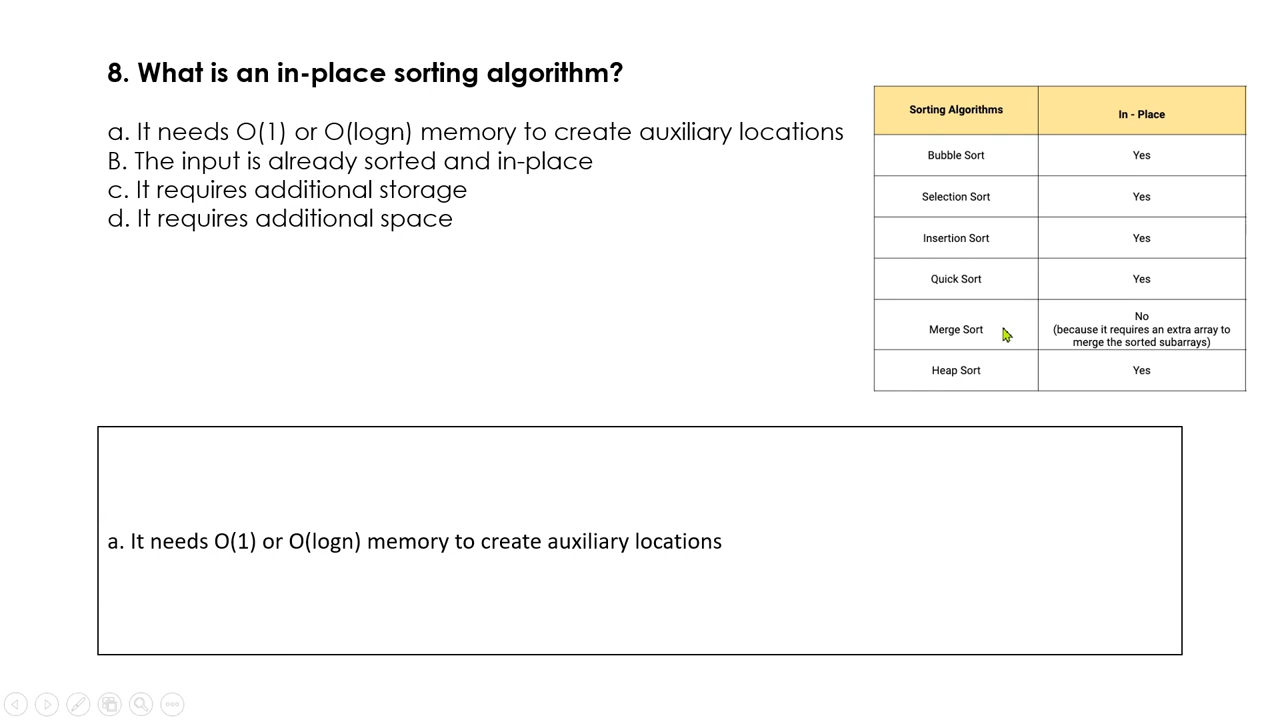 8. What is an in-place sorting algorithm?
a. It needs O(1) or O(logn) memory to create auxiliary locations
B. The input is already sorted and in-place
c. It requires additional storage
d. It requires additional space
Sorting Algorithms In - Place
Bubble Sort Yes
Selection Sort Yes
Insertion Sort Yes
Quick Sort Yes
Merge Sort No
(because it requires an extra array to
merge the sorted subarrays)
Heap Sort Yes
a. It needs O(1) or O(logn) memory to create auxiliary locations